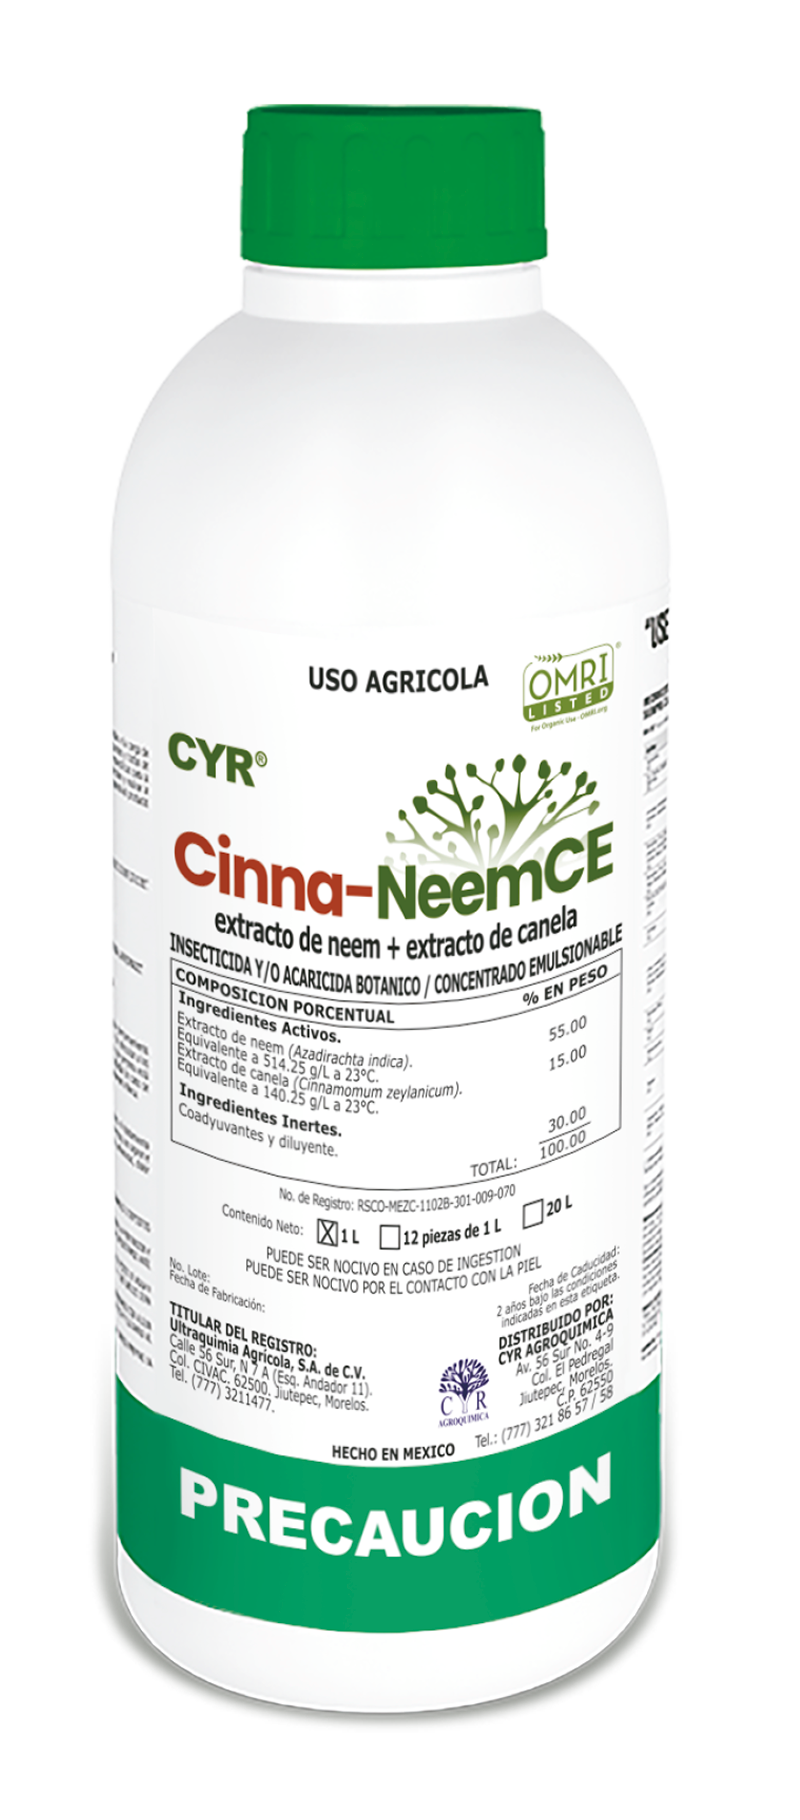 USO AGRICOLA
OMRI®
LISTED
For Organic Use - OMRI.org
CYR®
Cinna-NeemCE
extracto de neem + extracto de canela
INSECTICIDA Y/O ACARICIDA BOTANICO / CONCENTRADO EMULSIONABLE
COMPOSICION PORCENTUAL % EN PESO
Ingredientes Activos.
Extracto de neem (Azadirachta indica). 55.00
Equivalente a 514.25 g/L a 23°C.
Extracto de canela (Cinnamomum zeylanicum). 15.00
Equivalente a 140.25 g/L a 23°C.
Ingredientes Inertes.
Coadyuvantes y diluyente. 30.00
TOTAL: 100.00
No. de Registro: RSCO-MEZC-1102B-301-009-070
Contenido Neto: X 1 L 12 piezas de 1 L 20 L
PUEDE SER NOCIVO EN CASO DE INGESTION
PUEDE SER NOCIVO POR EL CONTACTO CON LA PIEL
No. Lote:
Fecha de Fabricación:
Fecha de Caducidad:
2 años bajo las condiciones
indicadas en esta etiqueta.
TITULAR DEL REGISTRO:
Ultraquimia Agrícola, S.A. de C.V.
Calle 56 Sur, N 7 A (Esq. Andador 11).
Col. CIVAC. 62500. Jiutepec, Morelos.
Tel. (777) 3211477.
DISTRIBUIDO POR:
CYR AGROQUIMICA
Av. 56 Sur No. 4-9
Col. El Pedregal
Jiutepec, Morelos.
C.P. 62550
Tel.: (777) 321 86 57 / 58
C Y R
AGROQUIMICA
HECHO EN MEXICO
PRECAUCION